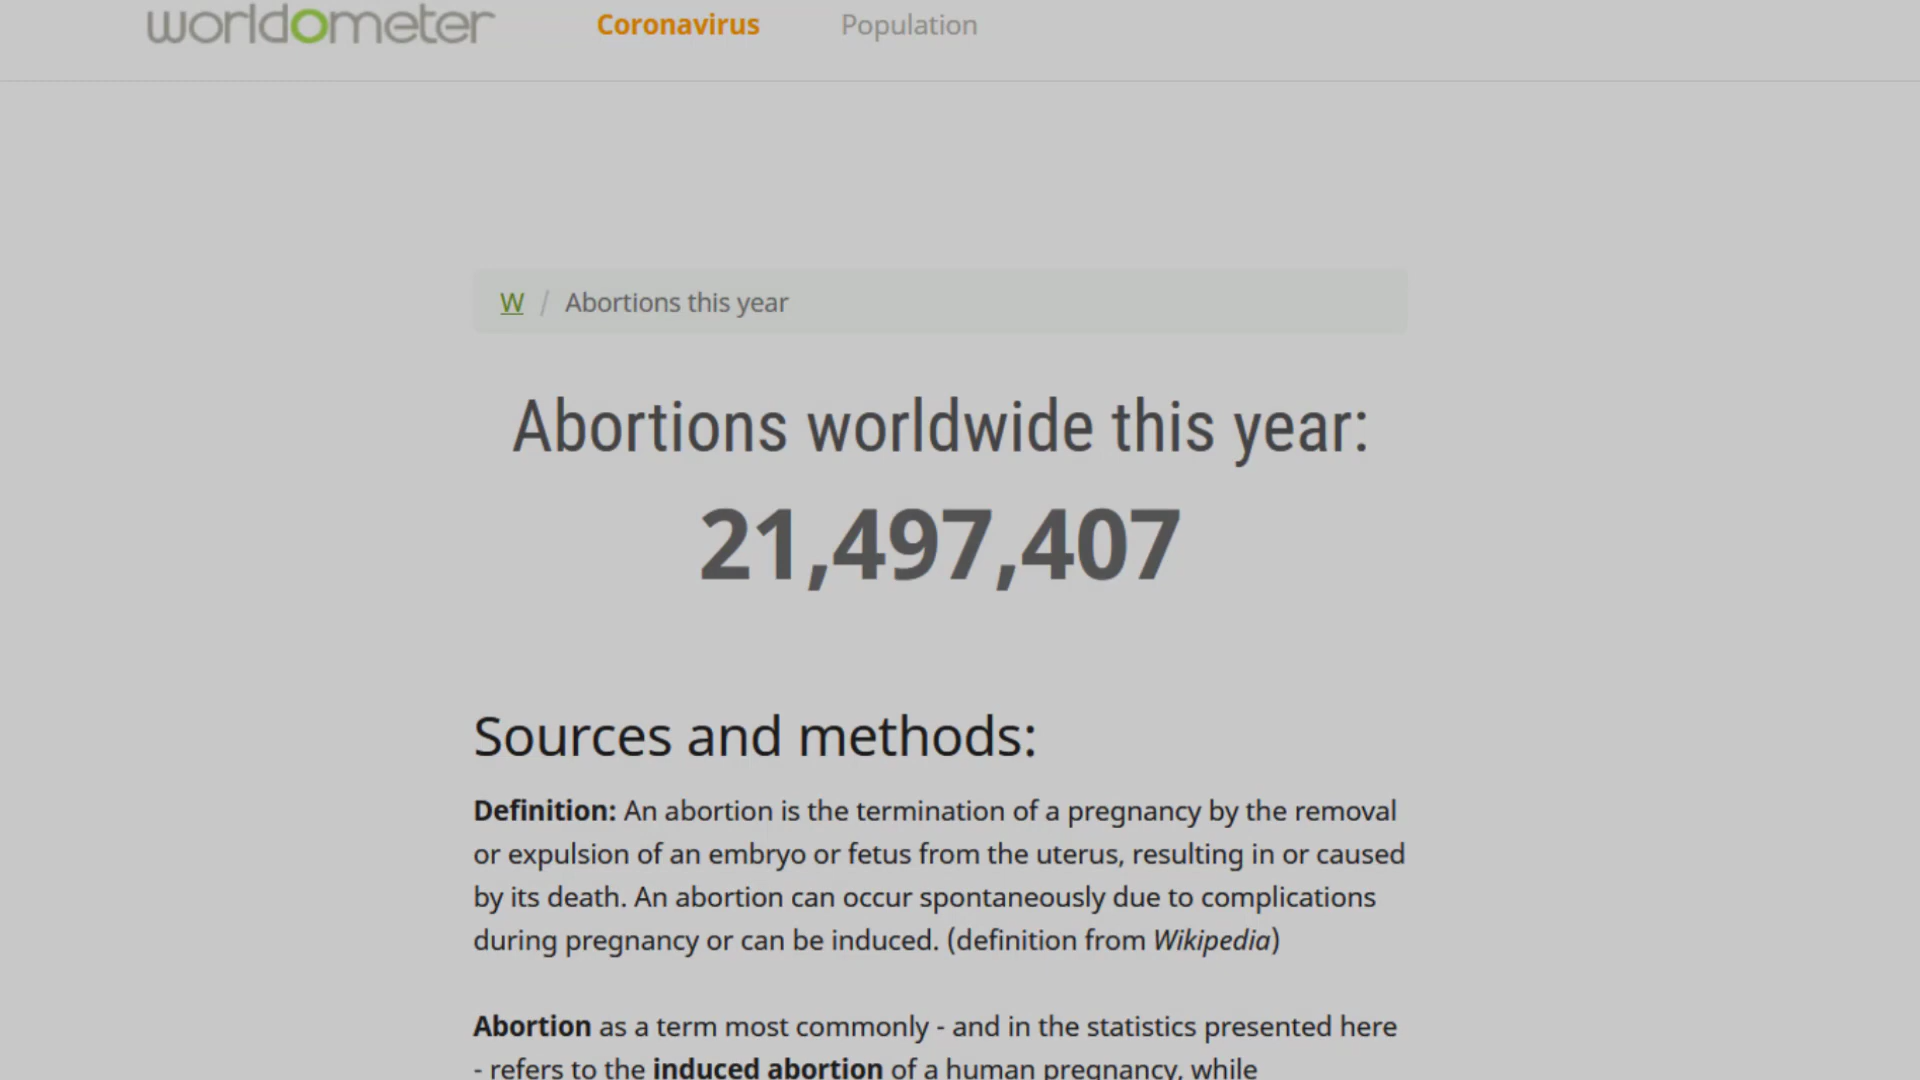 worldometer Coronavirus Population
W / Abortions this year
Abortions worldwide this year:
21,497,407
Sources and methods:
Definition: An abortion is the termination of a pregnancy by the removal
or expulsion of an embryo or fetus from the uterus, resulting in or caused
by its death. An abortion can occur spontaneously due to complications
during pregnancy or can be induced. (definition from Wikipedia)
Abortion as a term most commonly - and in the statistics presented here
- refers to the induced abortion of a human pregnancy, while